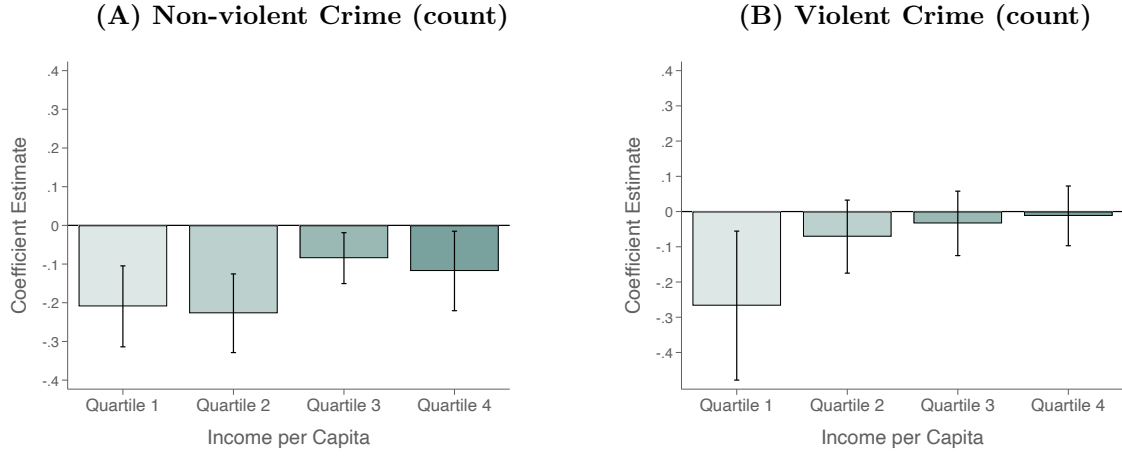 (A) Non-violent Crime (count)
Coefficient Estimate
.4
.3
.2
.1
0
-.1
-.2
-.3
-.4
Quartile 1 Quartile 2 Quartile 3 Quartile 4
Income per Capita
(B) Violent Crime (count)
Coefficient Estimate
.4
.3
.2
.1
0
-.1
-.2
-.3
-.4
Quartile 1 Quartile 2 Quartile 3 Quartile 4
Income per Capita